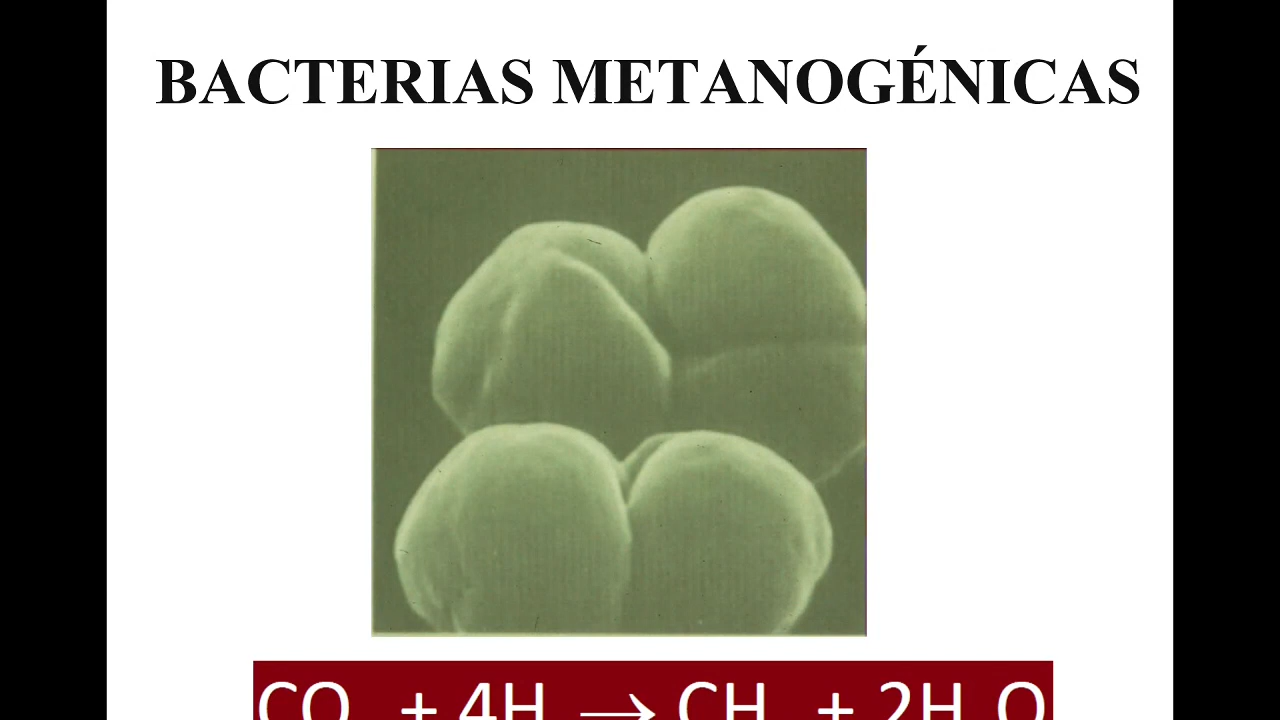 BACTERIAS METANOGÉNICAS
CO + 4H → CH + 2H O